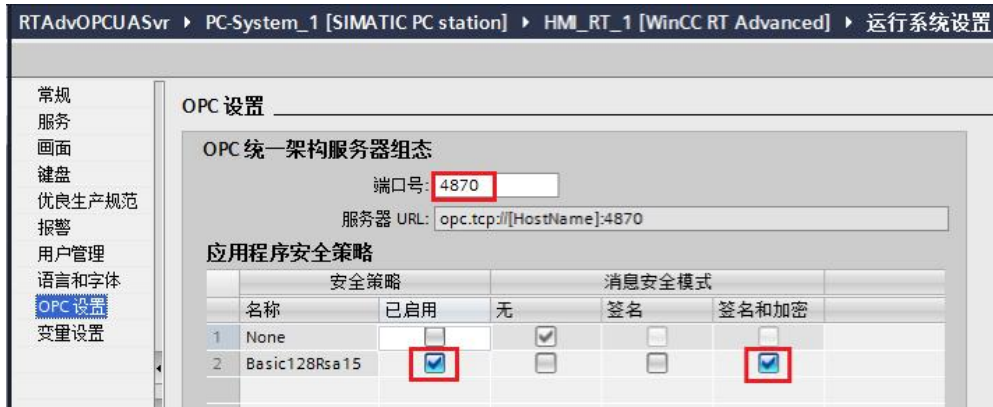 RTAdvOPCUASvr ▸ PC-System_1 [SIMATIC PC station] ▸ HMI_RT_1 [WinCC RT Advanced] ▸ 运行系统设置
常规
服务
画面
键盘
优良生产规范
报警
用户管理
语言和字体
OPC 设置
变量设置
OPC 设置
OPC 统一架构服务器组态
端口号: 4870
服务器 URL: opc.tcp://[HostName]:4870
应用程序安全策略
安全策略 消息安全模式
名称 已启用 无 签名 签名和加密
1 None
2 Basic128Rsa15